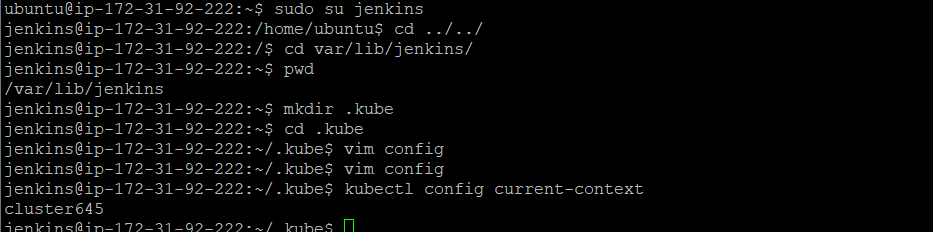 ubuntu@ip-172-31-92-222:~$ sudo su jenkins
jenkins@ip-172-31-92-222:/home/ubuntu$ cd ../../
jenkins@ip-172-31-92-222:/$ cd var/lib/jenkins/
jenkins@ip-172-31-92-222:~$ pwd
/var/lib/jenkins
jenkins@ip-172-31-92-222:~$ mkdir .kube
jenkins@ip-172-31-92-222:~$ cd .kube
jenkins@ip-172-31-92-222:~/.kube$ vim config
jenkins@ip-172-31-92-222:~/.kube$ vim config
jenkins@ip-172-31-92-222:~/.kube$ kubectl config current-context
cluster645
jenkins@ip-172-31-92-222:~/.kube$